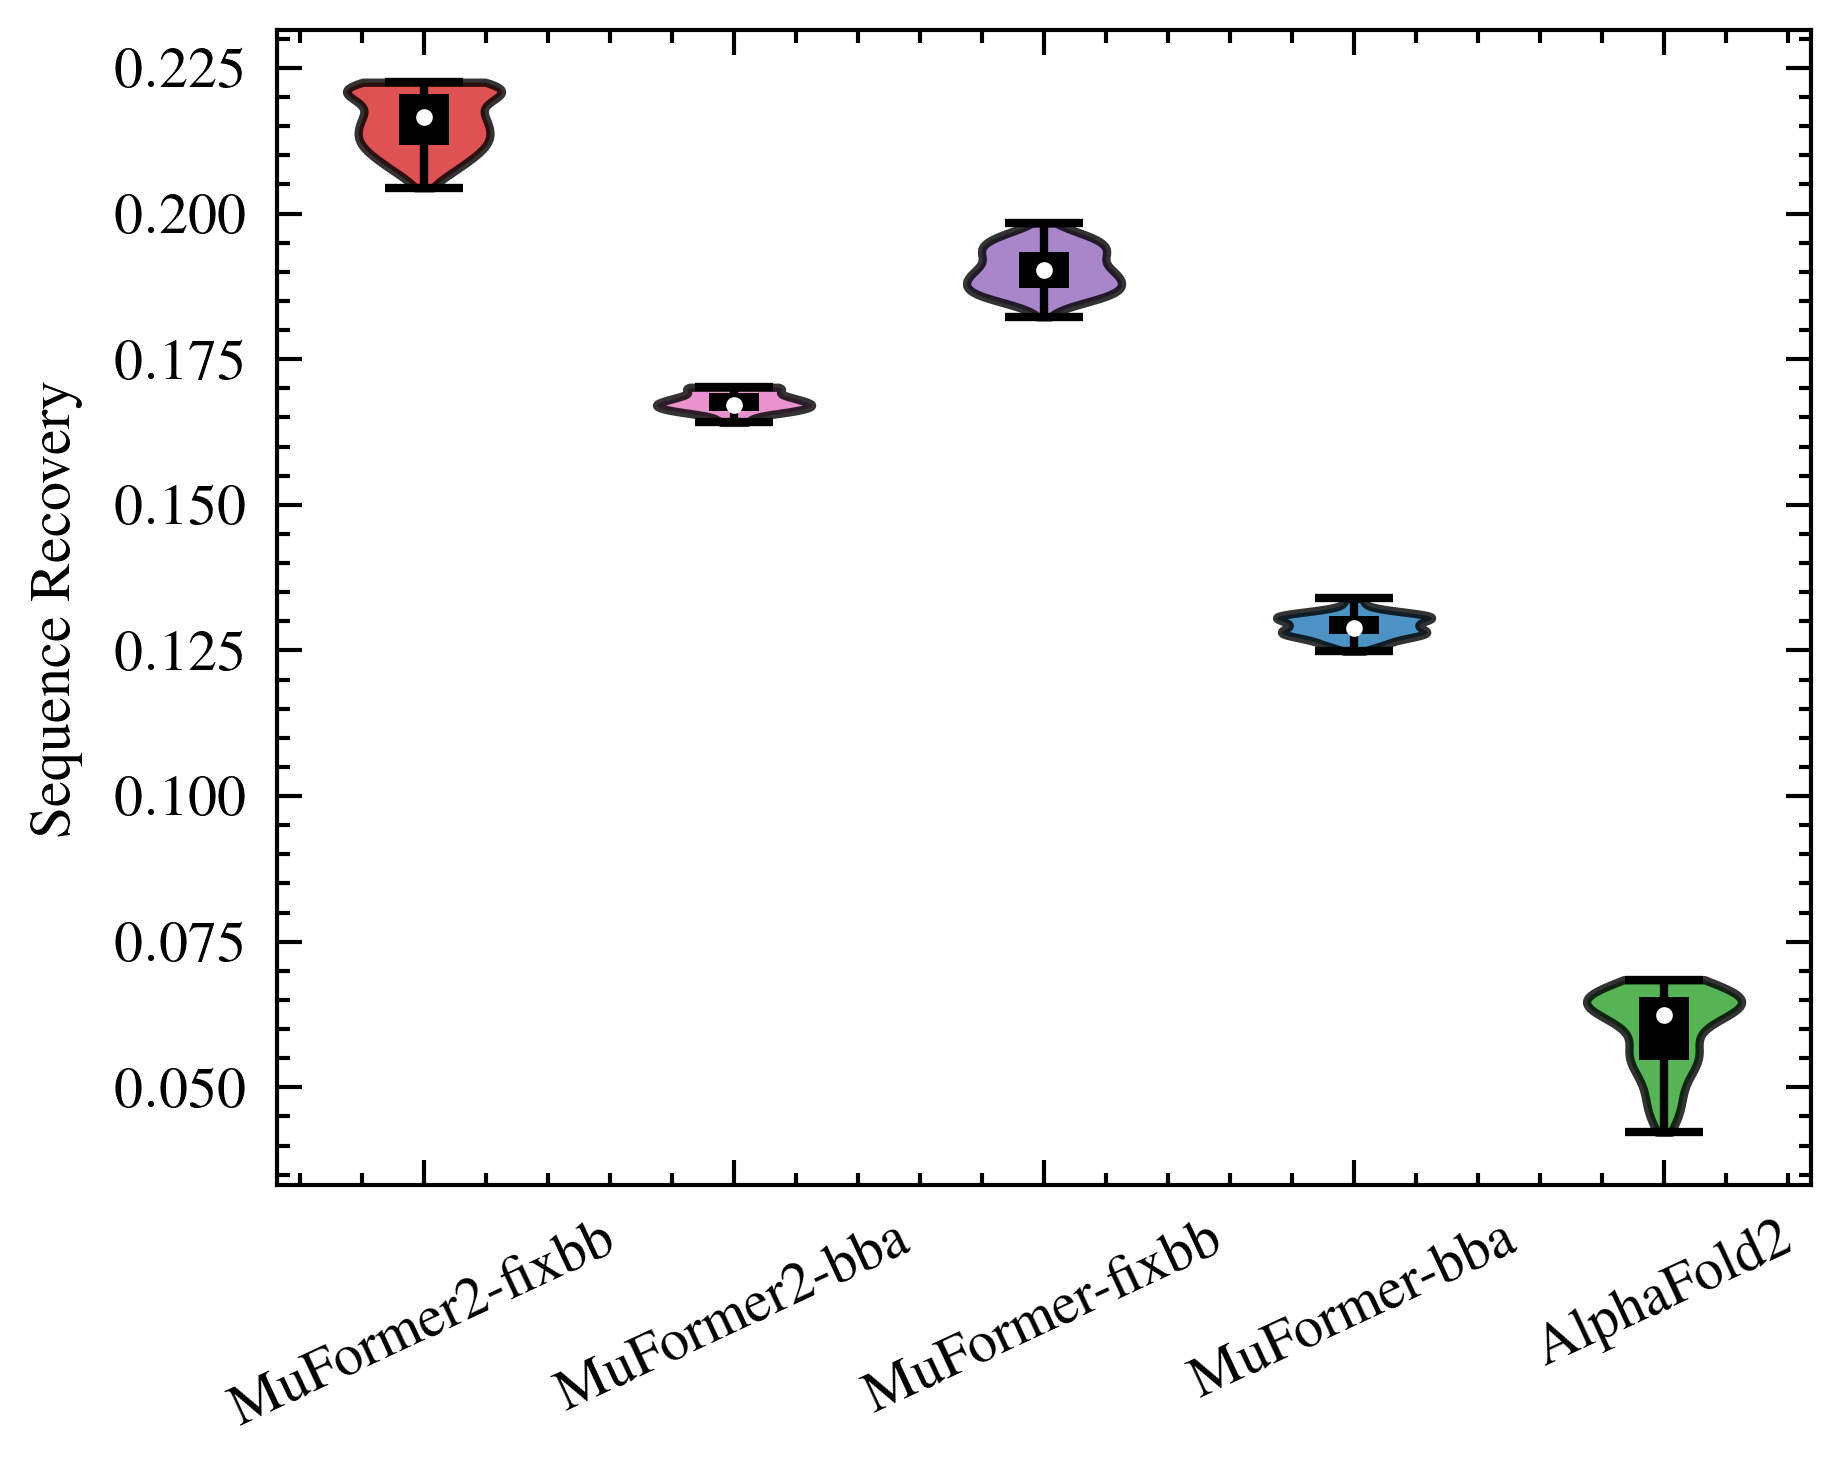 Sequence Recovery
0.225
0.200
0.175
0.150
0.125
0.100
0.075
0.050
MuFormer2-fixbb
MuFormer2-bba
MuFormer-fixbb
MuFormer-bba
AlphaFold2